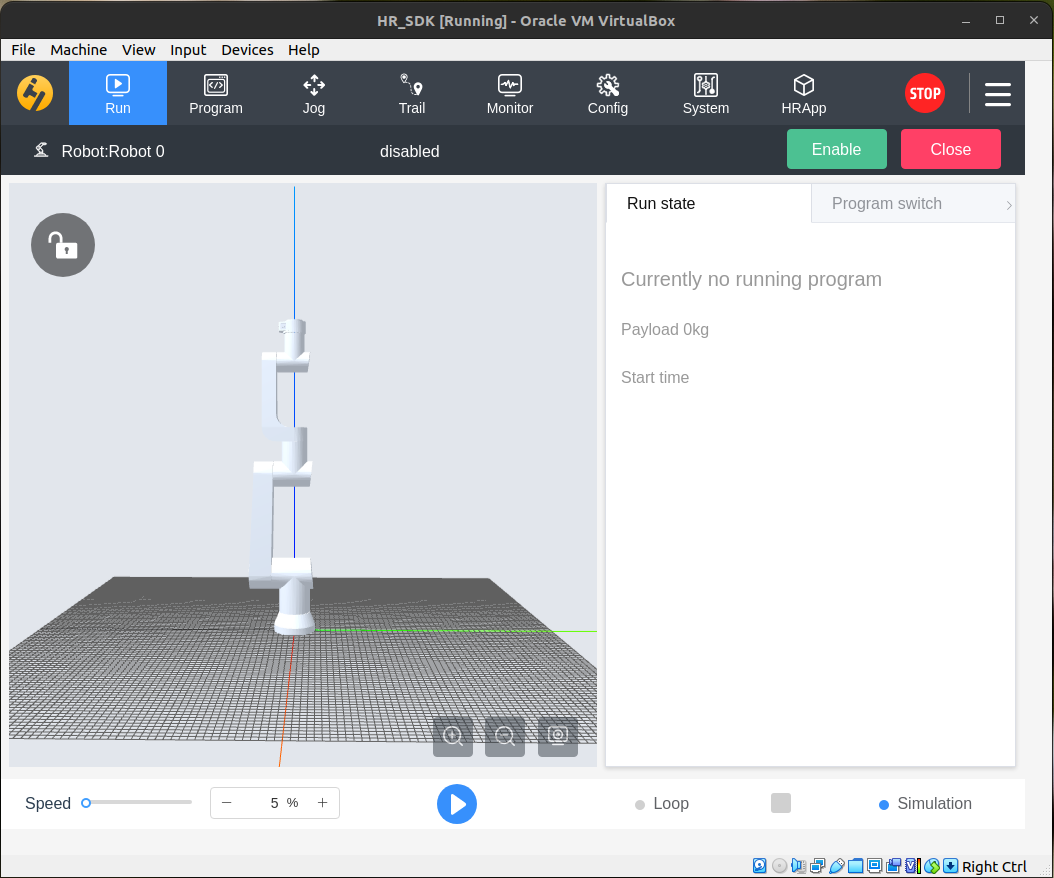 HR_SDK [Running] - Oracle VM VirtualBox
File Machine View Input Devices Help
Run Program Jog Trail Monitor Config System HRApp STOP
Robot:Robot 0 disabled Enable Close
Run state Program switch
Currently no running program
Payload 0kg
Start time
Speed 5 % Loop Simulation
Right Ctrl